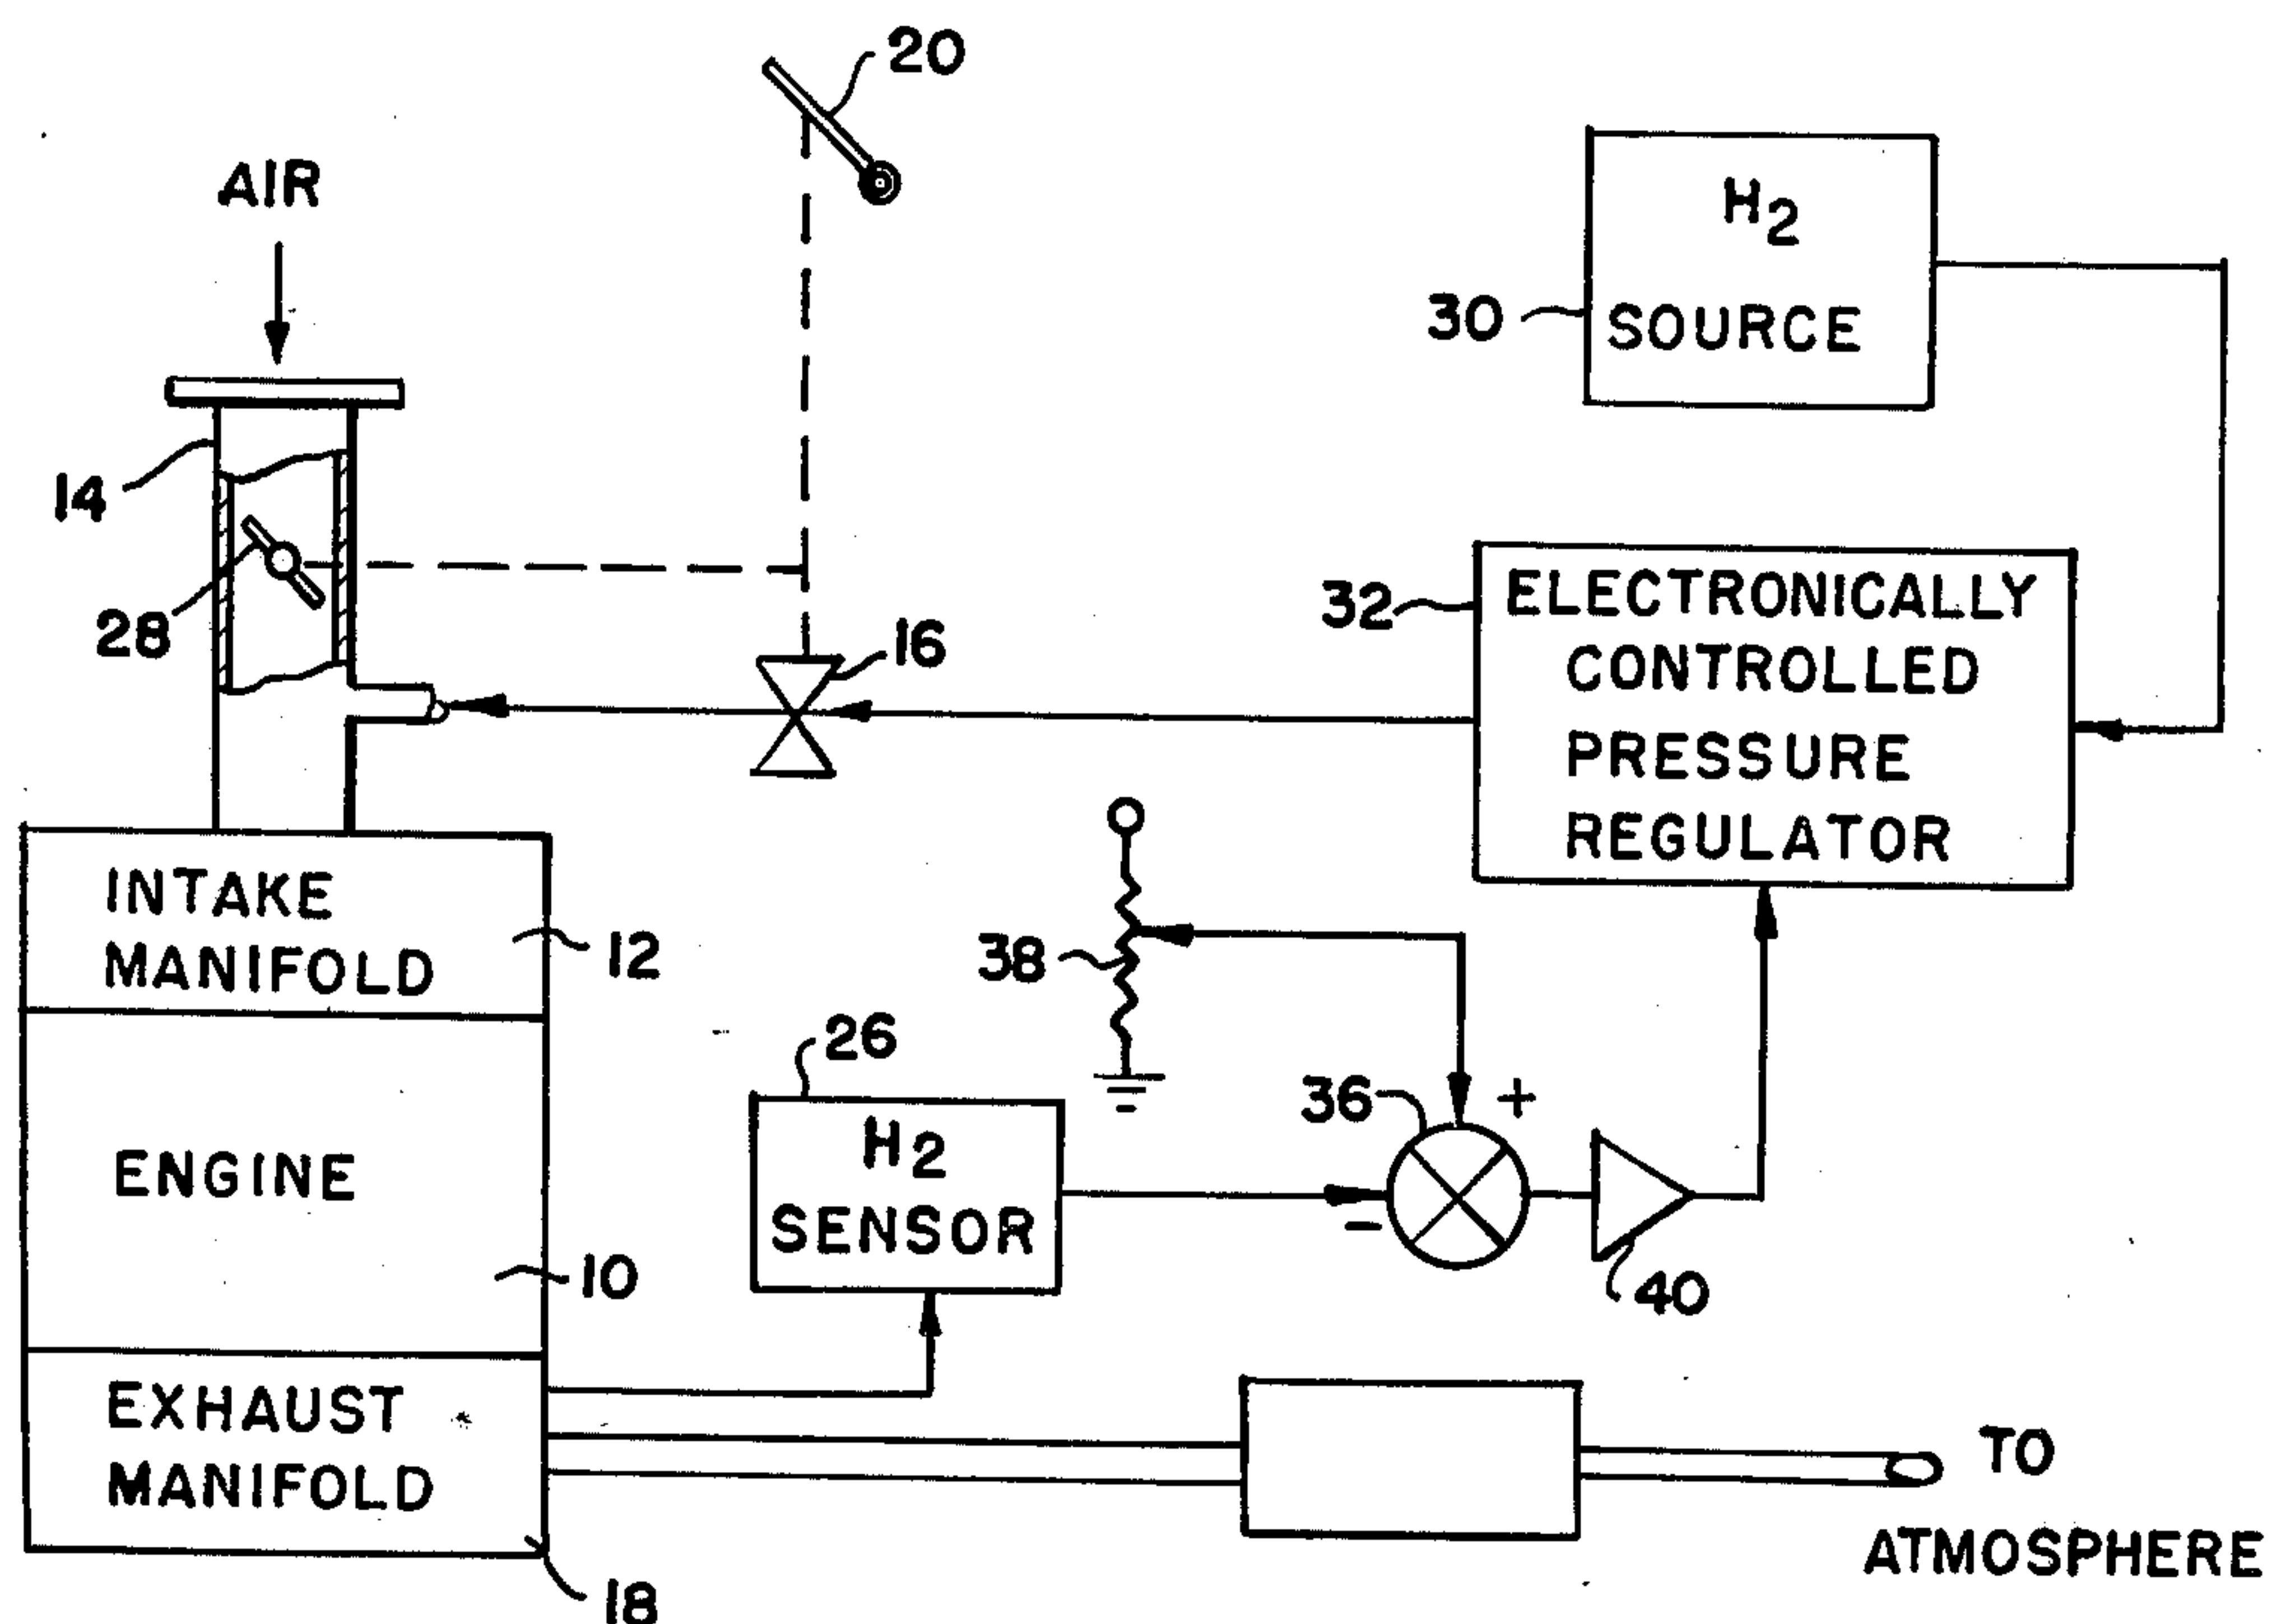 20
AIR
H2
SOURCE
30
14
28
16
32
ELECTRONICALLY
CONTROLLED
PRESSURE
REGULATOR
INTAKE
MANIFOLD
12
38
26
H2
SENSOR
36
+
-
40
ENGINE
10
EXHAUST
MANIFOLD
18
TO
ATMOSPHERE